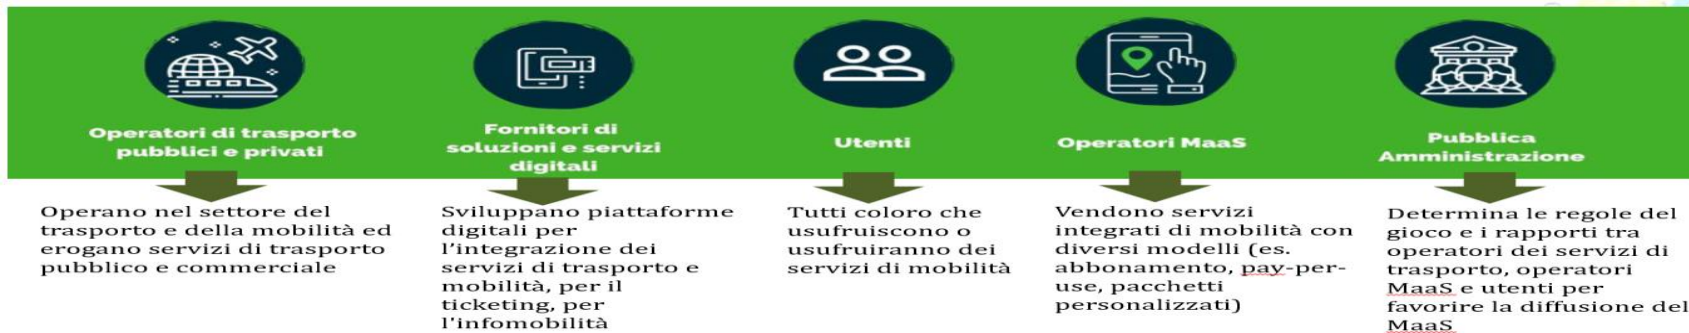 Operatori di trasporto
pubblici e privati
Operano nel settore del
trasporto e della mobilità ed
erogano servizi di trasporto
pubblico e commerciale
Fornitori di
soluzioni e servizi
digitali
Sviluppano piattaforme
digitali per
l’integrazione dei
servizi di trasporto e
mobilità, per il
ticketing, per
l'infomobilità
Utenti
Tutti coloro che
usufruiscono o
usufruiranno dei
servizi di mobilità
Operatori MaaS
Vendono servizi
integrati di mobilità con
diversi modelli (es.
abbonamento, pay-per-
use, pacchetti
personalizzati)
Pubblica
Amministrazione
Determina le regole del
gioco e i rapporti tra
operatori dei servizi di
trasporto, operatori
MaaS e utenti per
favorire la diffusione del
MaaS